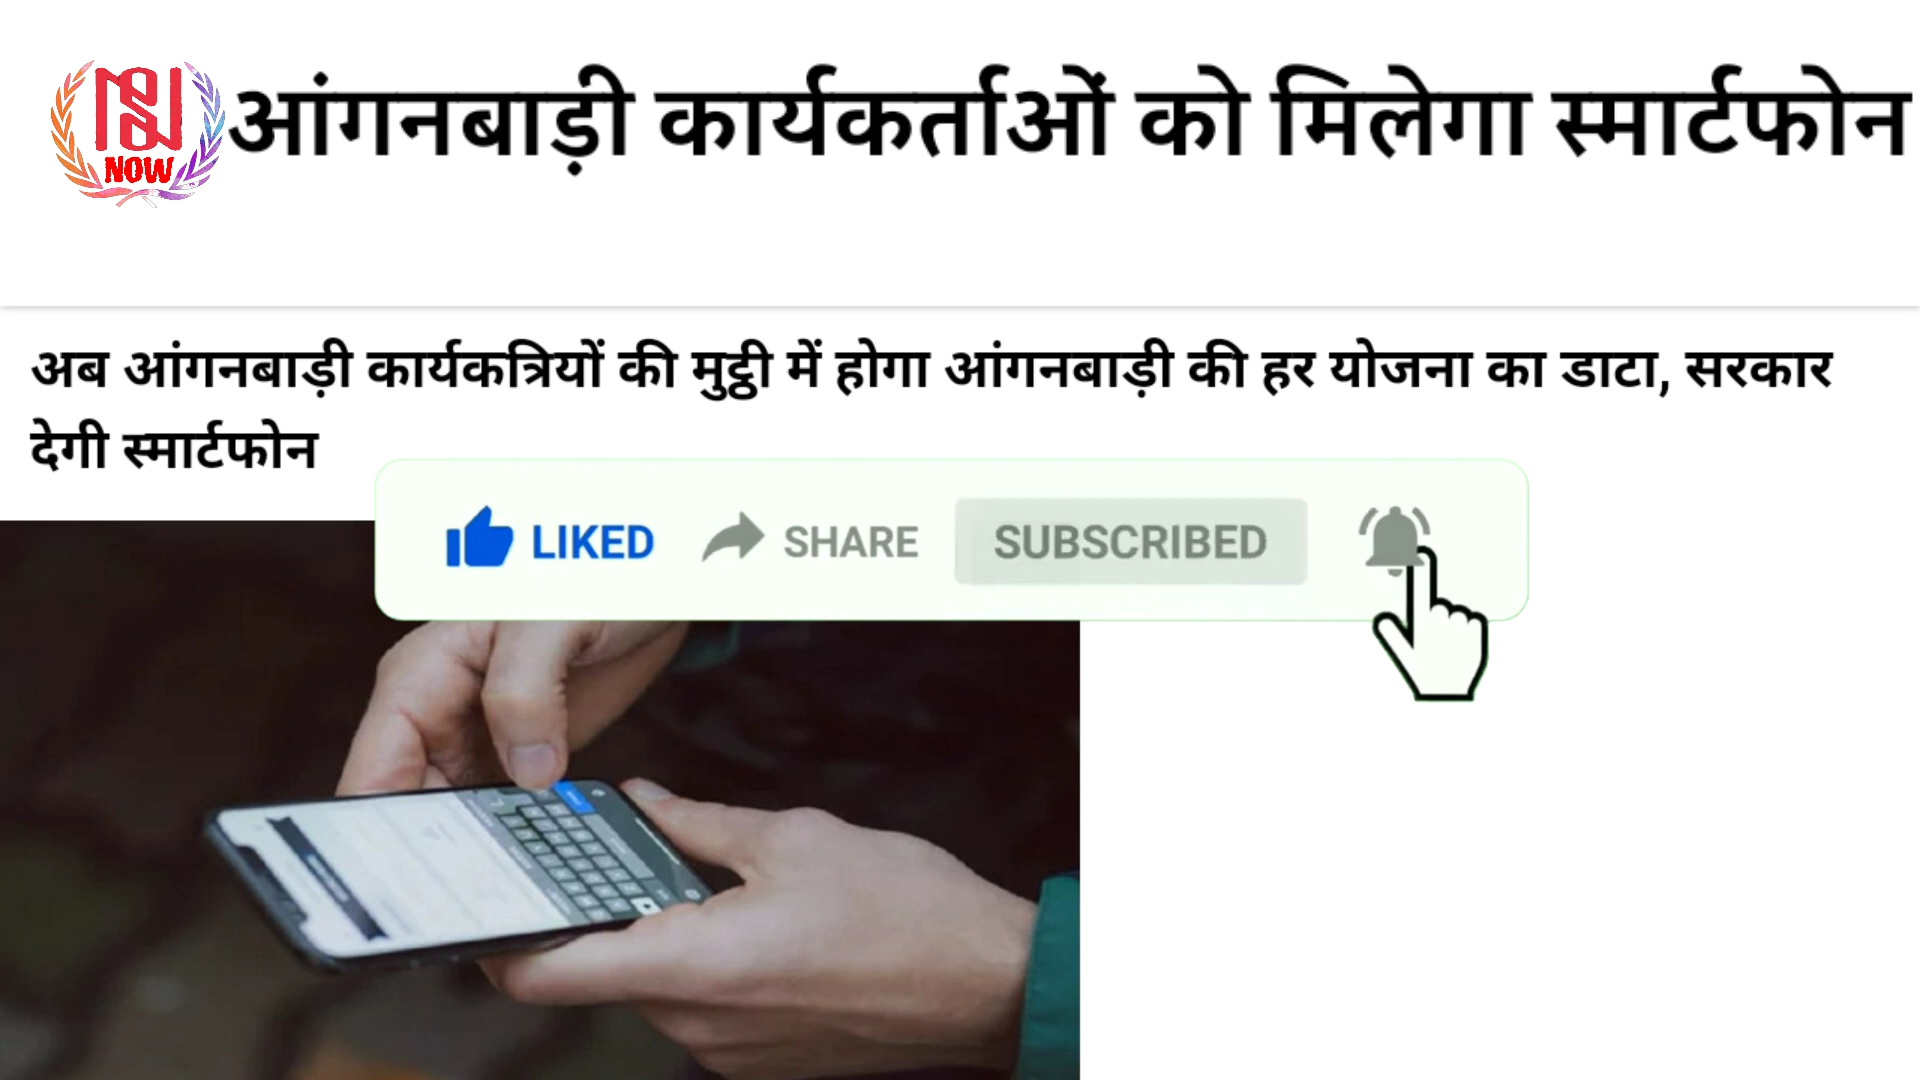 NOW
आंगनबाड़ी कार्यकर्ताओं को मिलेगा स्मार्टफोन
अब आंगनबाड़ी कार्यकत्रियों की मुट्ठी में होगा आंगनबाड़ी की हर योजना का डाटा, सरकार
देगी स्मार्टफोन
LIKED SHARE SUBSCRIBED